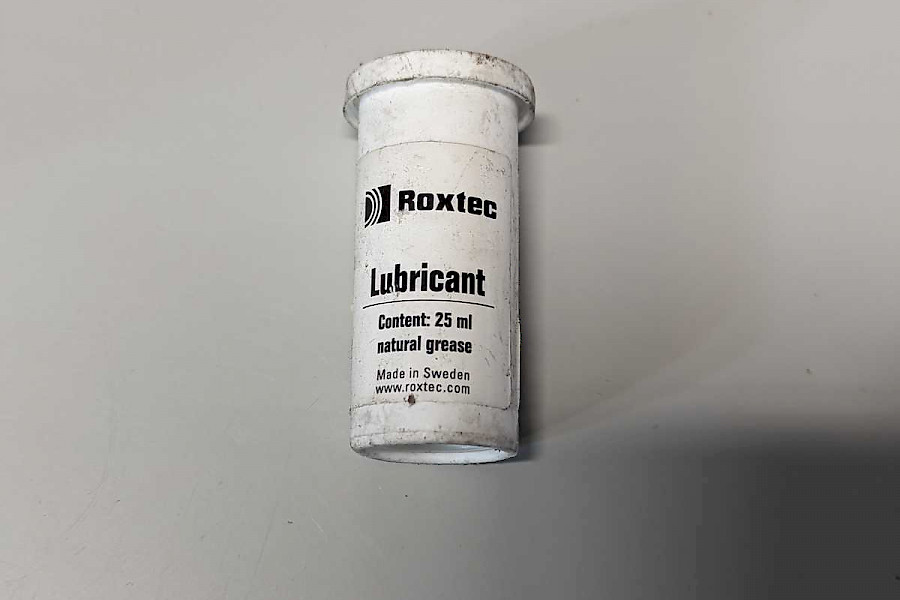 Roxtec
Lubricant
Content: 25 ml
natural grease
Made in Sweden
www.roxtec.com